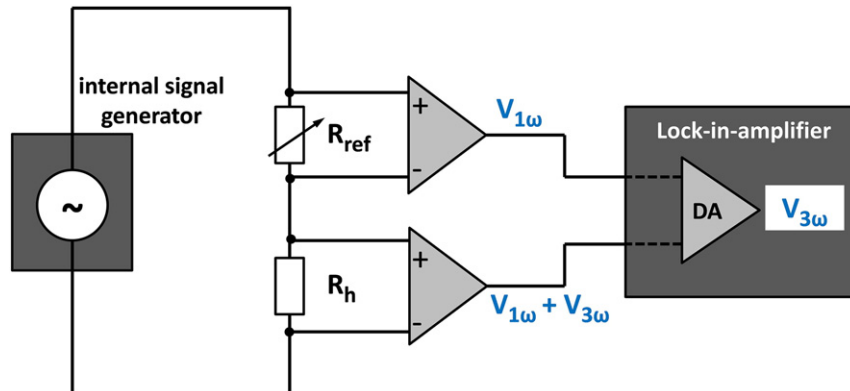 internal signal
generator
~
R_ref
+
-
V_1ω
R_h
+
-
V_1ω + V_3ω
Lock-in-amplifier
DA
V_3ω